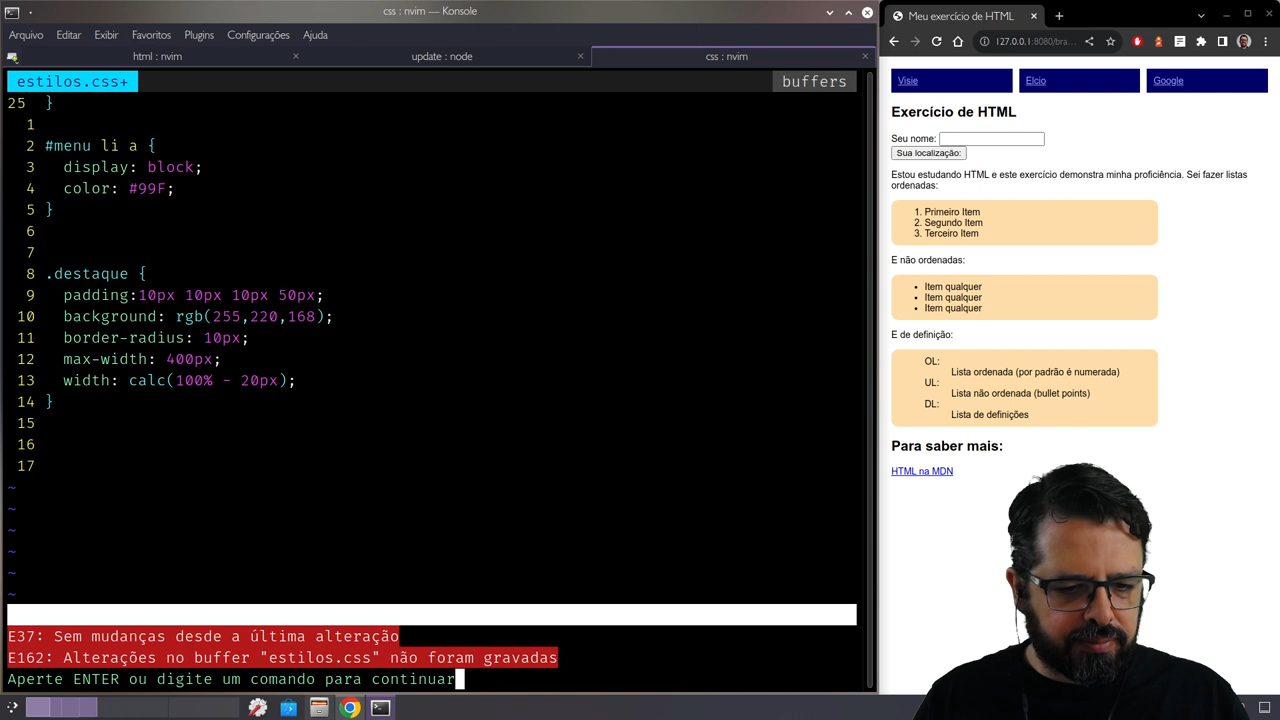 css : nvim — Konsole
Arquivo Editar Exibir Favoritos Plugins Configurações Ajuda
html : nvim update : node css : nvim
estilos.css+ buffers
25 }
1
2 #menu li a {
3 display: block;
4 color: #99F;
5 }
6
7
8 .destaque {
9 padding:10px 10px 10px 50px;
10 background: rgb(255,220,168);
11 border-radius: 10px;
12 max-width: 400px;
13 width: calc(100% - 20px);
14 }
15
16
17
~
~
~
~
~
~
E37: Sem mudanças desde a última alteração
E162: Alterações no buffer "estilos.css" não foram gravadas
Aperte ENTER ou digite um comando para continuar
Meu exercício de HTML
127.0.0.1:8080/bra...
Visie Elcio Google
Exercício de HTML
Seu nome:
Sua localização:
Estou estudando HTML e este exercício demonstra minha proficiência. Sei fazer listas
ordenadas:
1. Primeiro Item
2. Segundo Item
3. Terceiro Item
E não ordenadas:
• Item qualquer
• Item qualquer
• Item qualquer
E de definição:
OL:
Lista ordenada (por padrão é numerada)
UL:
Lista não ordenada (bullet points)
DL:
Lista de definições
Para saber mais:
HTML na MDN